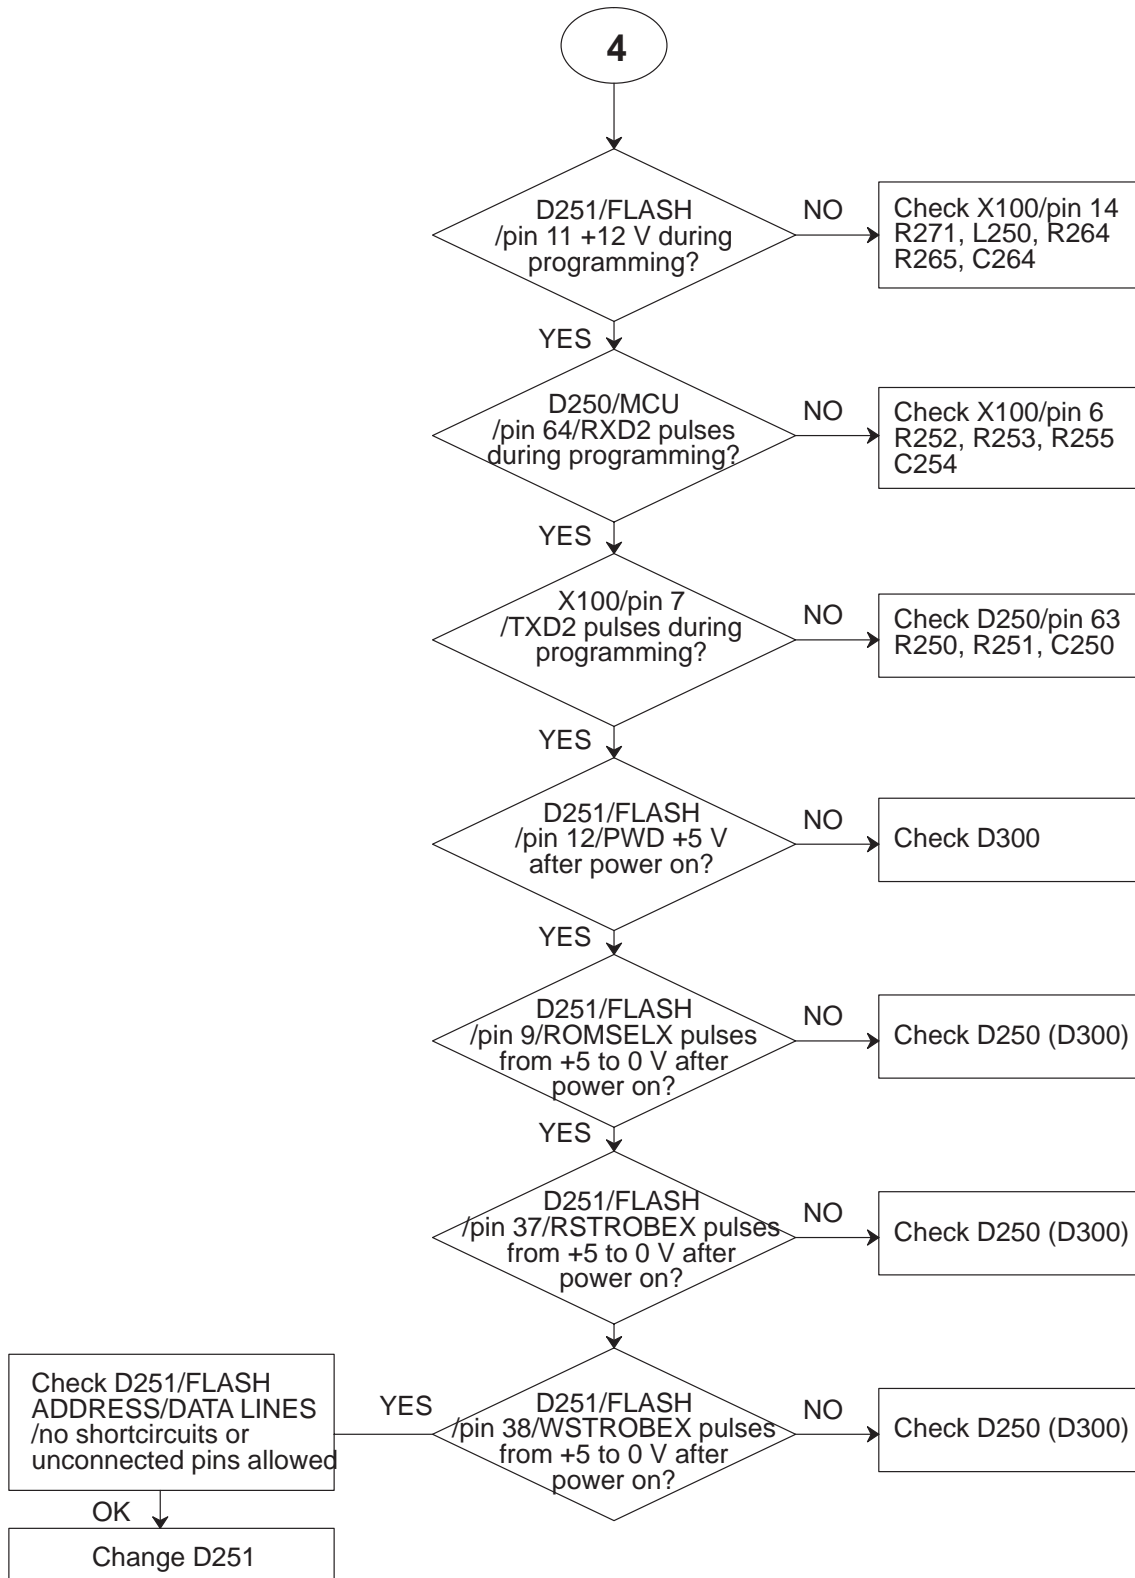 4
D251/FLASH
/pin 11 +12 V during
programming?
NO
Check X100/pin 14
R271, L250, R264
R265, C264
YES
D250/MCU
/pin 64/RXD2 pulses
during programming?
NO
Check X100/pin 6
R252, R253, R255
C254
YES
X100/pin 7
/TXD2 pulses during
programming?
NO
Check D250/pin 63
R250, R251, C250
YES
D251/FLASH
/pin 12/PWD +5 V
after power on?
NO
Check D300
YES
D251/FLASH
/pin 9/ROMSELX pulses
from +5 to 0 V after
power on?
NO
Check D250 (D300)
YES
D251/FLASH
/pin 37/RSTROBEX pulses
from +5 to 0 V after
power on?
NO
Check D250 (D300)
D251/FLASH
/pin 38/WSTROBEX pulses
from +5 to 0 V after
power on?
NO
Check D250 (D300)
YES
Check D251/FLASH
ADDRESS/DATA LINES
/no shortcircuits or
unconnected pins allowed
OK
Change D251